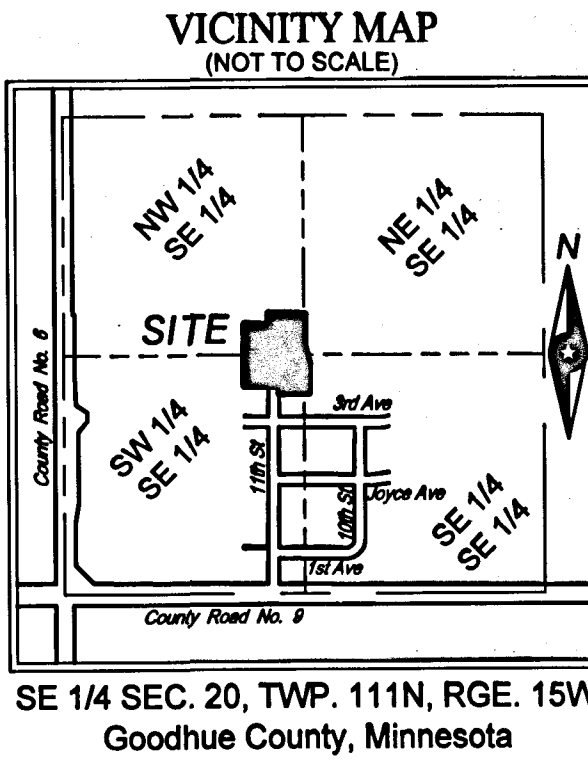 VICINITY MAP
(NOT TO SCALE)
NW 1/4
SE 1/4
NE 1/4
SE 1/4
N
SITE
County Road No. 6
3rd Ave
SW 1/4
SE 1/4
11th St
Joyce Ave
10th St
SE 1/4
SE 1/4
1st Ave
County Road No. 9
SE 1/4 SEC. 20, TWP. 111N, RGE. 15W
Goodhue County, Minnesota